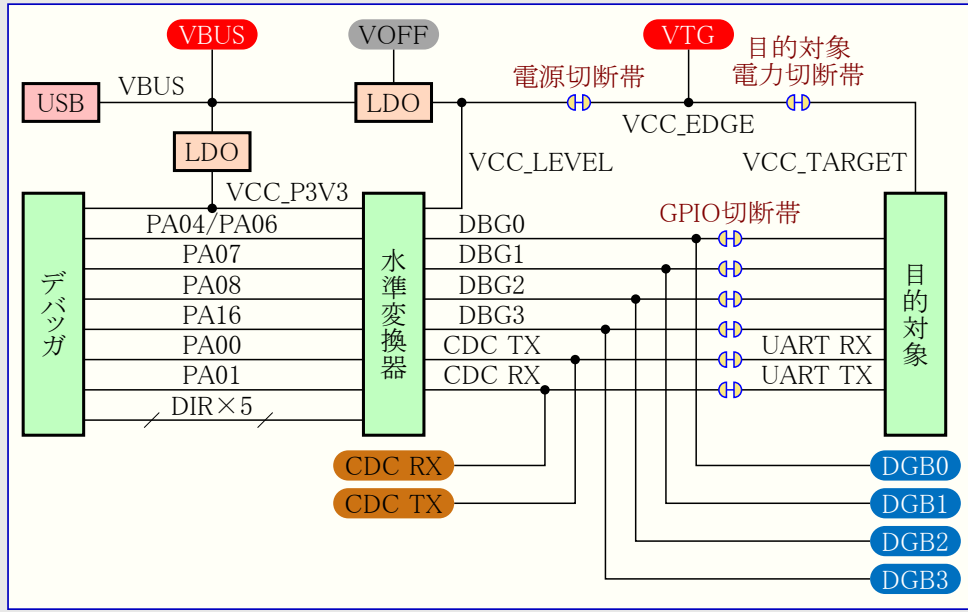 VBUS
VOFF
VTG
目的対象
電力切断帯
電源切断帯
USB
VBUS
LDO
VCC_EDGE
LDO
VCC_LEVEL
VCC_TARGET
VCC_P3V3
デバッガ
水準変換器
目的対象
GPIO切断帯
PA04/PA06
DBG0
PA07
DBG1
PA08
DBG2
PA16
DBG3
PA00
CDC TX
UART RX
PA01
CDC RX
UART TX
DIR×5
CDC RX
DGB0
CDC TX
DGB1
DGB2
DGB3